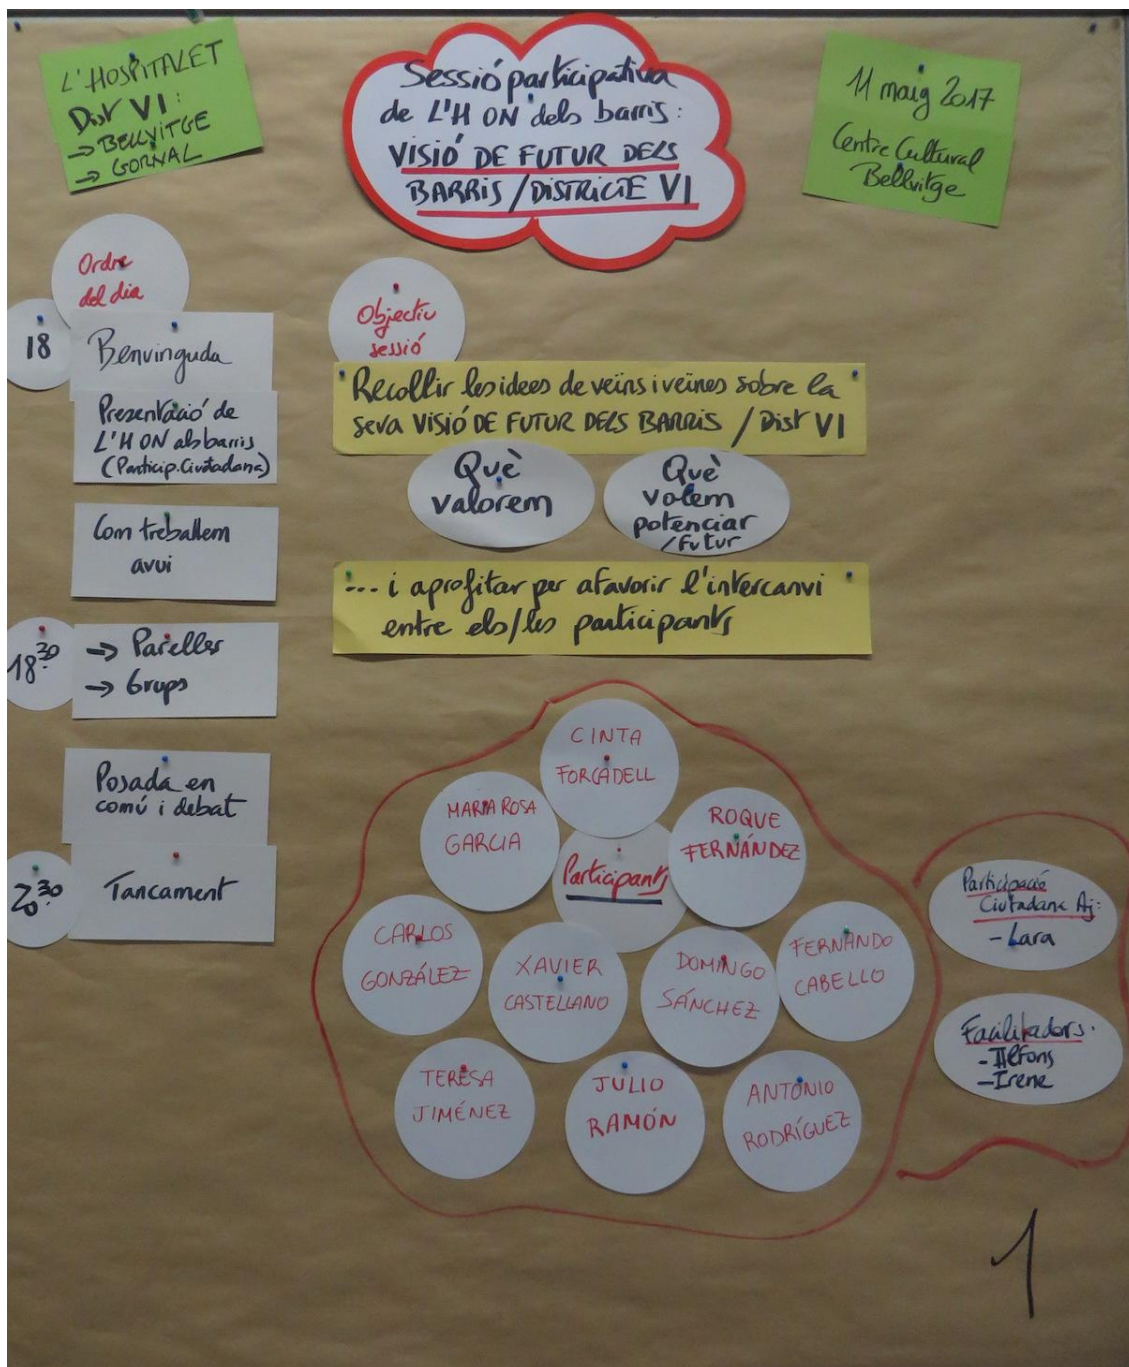 L'HOSPITALET
Dist VI:
→ BELLVITGE
→ GORNAL
Sessió participativa
de L'H ON dels barris:
VISIÓ DE FUTUR DELS
BARRIS / DISTRICTE VI
11 maig 2017
Centre Cultural
Bellvitge
Ordre
del dia
18
Benvinguda
Presentació de
L'H ON als barris
(Particip. Ciutadana)
Com treballem
avui
18:30
→ Parelles
→ Grups
Posada en
comú i debat
20:30
Tancament
Objectiu
sessió
Recollir les idees de veïns i veïnes sobre la
seva VISIÓ DE FUTUR DELS BARRIS / Dist VI
Què
valorem
Què
volem
potenciar
/futur
... i aprofitar per afavorir l'intercanvi
entre els/les participants
CINTA
FORCADELL
MARIA ROSA
GARCIA
ROQUE
FERNÁNDEZ
Participants
CARLOS
GONZÁLEZ
XAVIER
CASTELLANO
DOMINGO
SÁNCHEZ
FERNANDO
CABELLO
TERESA
JIMÉNEZ
JULIO
RAMÓN
ANTONIO
RODRÍGUEZ
Participació
Ciutadana Aj:
- Lara
Facilitadors:
- Ilfons
- Irene
1